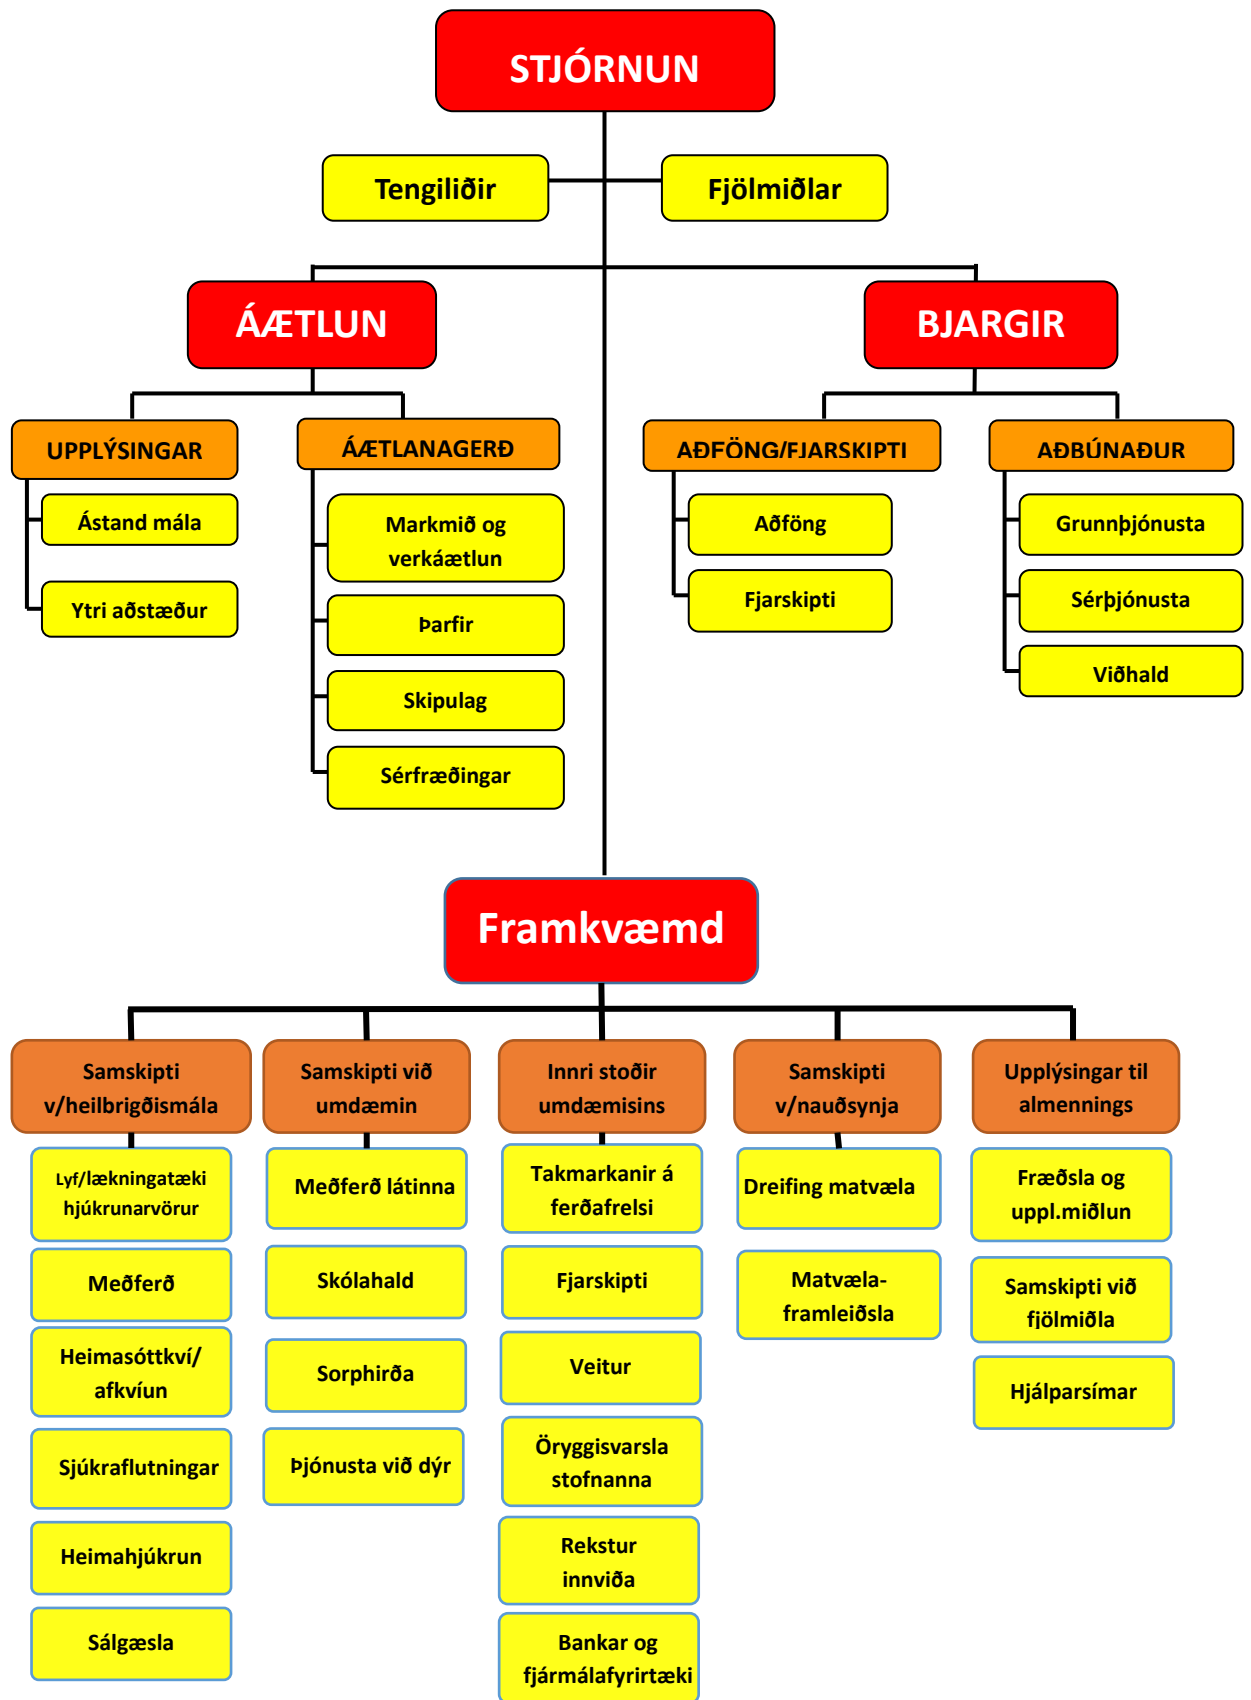 STJÓRNUN
Tengiliðir
Fjölmiðlar
ÁÆTLUN
BJARGIR
UPPLÝSINGAR
Ástand mála
Ytri aðstæður
ÁÆTLANAGERÐ
Markmið og
verkáætlun
Þarfir
Skipulag
Sérfræðingar
AÐFÖNG/FJARSKIPTI
Aðföng
Fjarskipti
AÐBÚNAÐUR
Grunnþjónusta
Sérþjónusta
Viðhald
Framkvæmd
Samskipti
v/heilbrigðismála
Lyf/lækningatæki
hjúkrunarvörur
Meðferð
Heimasóttkví/
afkvíun
Sjúkraflutningar
Heimahjúkrun
Sálgæsla
Samskipti við
umdæmin
Meðferð látinna
Skólahald
Sorphirða
Þjónusta við dýr
Innri stoðir
umdæmisins
Takmarkanir á
ferðafrelsi
Fjarskipti
Veitur
Öryggisvarsla
stofnanna
Rekstur
innviða
Bankar og
fjármálafyrirtæki
Samskipti
v/nauðsynja
Dreifing matvæla
Matvæla-
framleiðsla
Upplýsingar til
almennings
Fræðsla og
uppl.miðlun
Samskipti við
fjölmiðla
Hjálparsímar